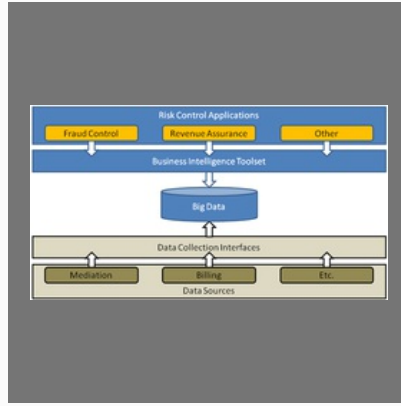 Risk Control Applications
Fraud Control
Revenue Assurance
Other
Business Intelligence Toolset
Big Data
Data Collection Interfaces
Mediation
Billing
Etc.
Data Sources